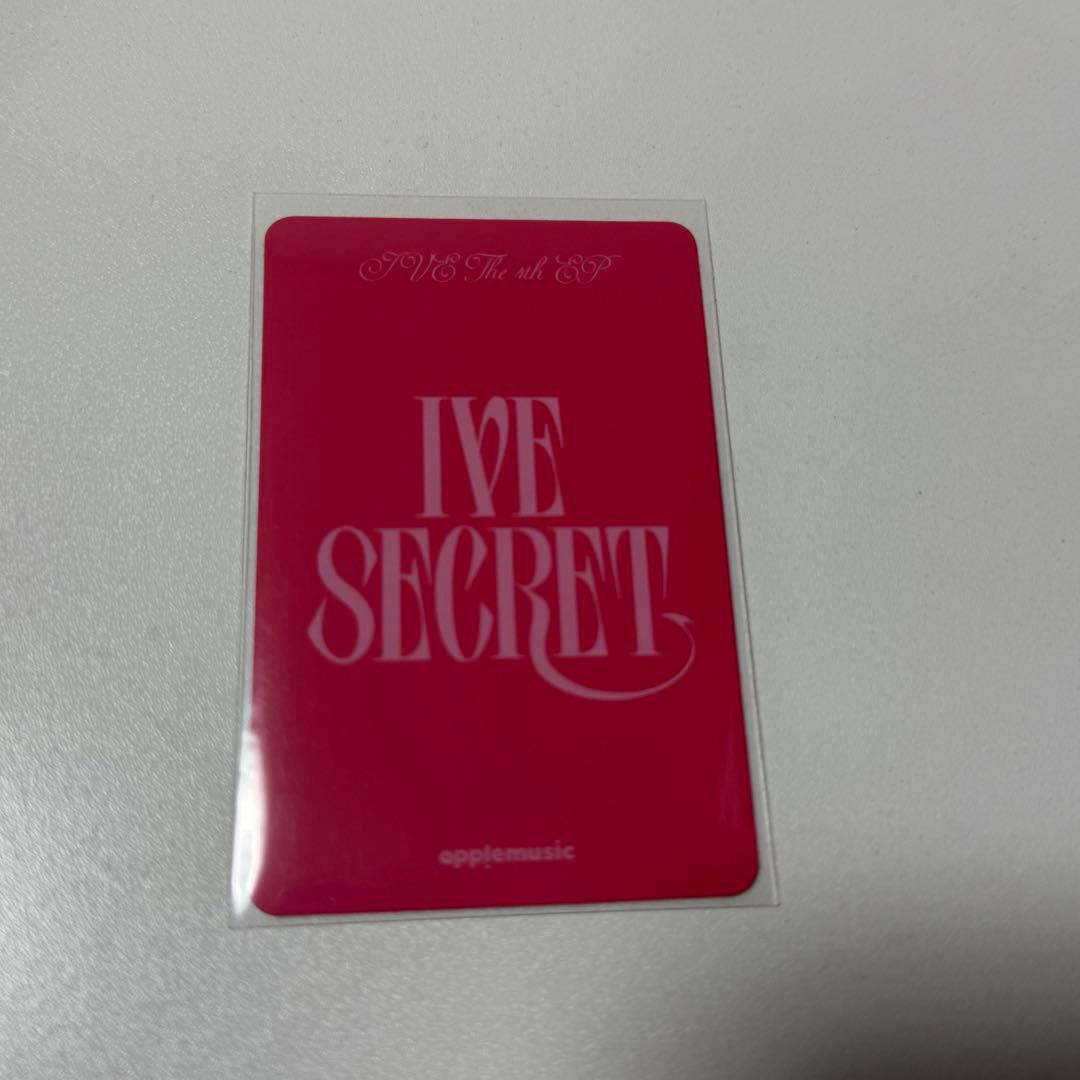 IVE The 4th EP
IVE
SECRET
applemusic